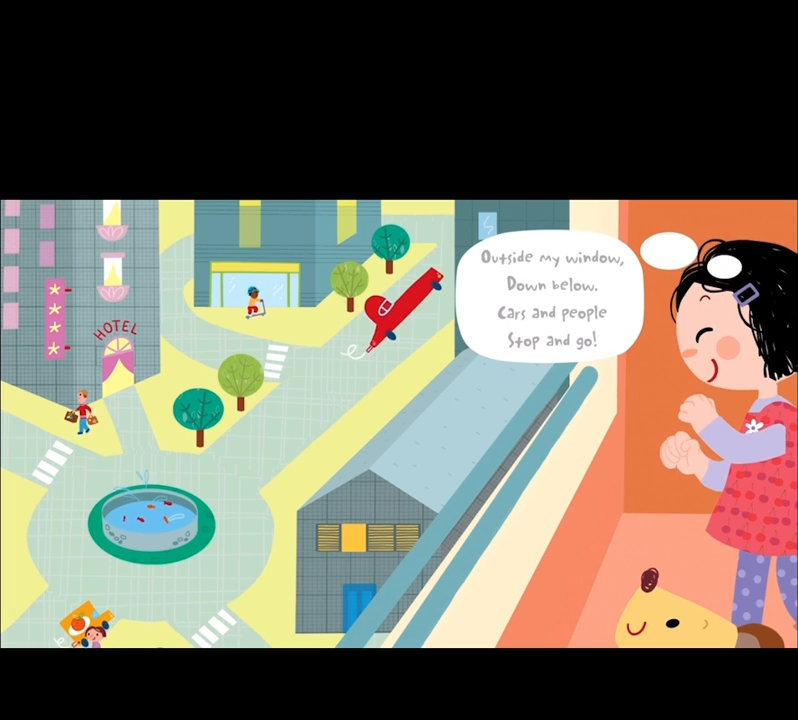 HOTEL
Outside my window,
Down below.
Cars and people
Stop and go!